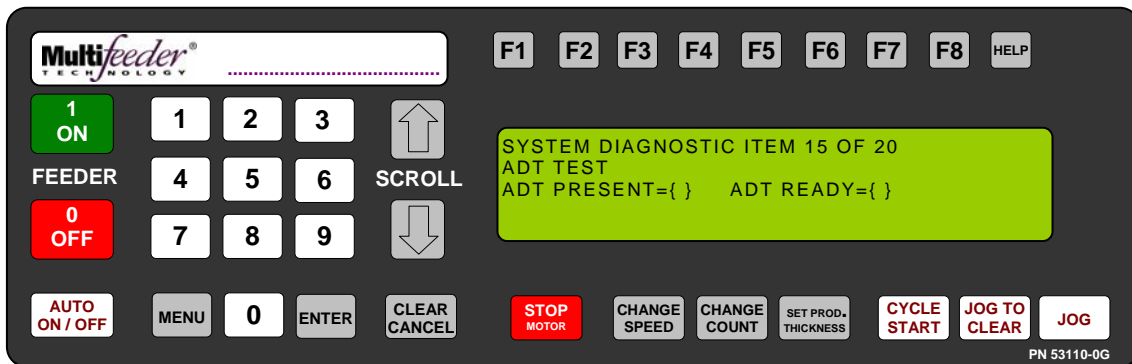 Multifeeder®
TECHNOLOGY
F1 F2 F3 F4 F5 F6 F7 F8 HELP
1
ON
FEEDER
0
OFF
1 2 3
4 5 6
7 8 9
SCROLL
SYSTEM DIAGNOSTIC ITEM 15 OF 20
ADT TEST
ADT PRESENT={ } ADT READY={ }
AUTO
ON / OFF
MENU
0
ENTER
CLEAR
CANCEL
STOP
MOTOR
CHANGE
SPEED
CHANGE
COUNT
SET PROD.
THICKNESS
CYCLE
START
JOG TO
CLEAR
JOG
PN 53110-0G